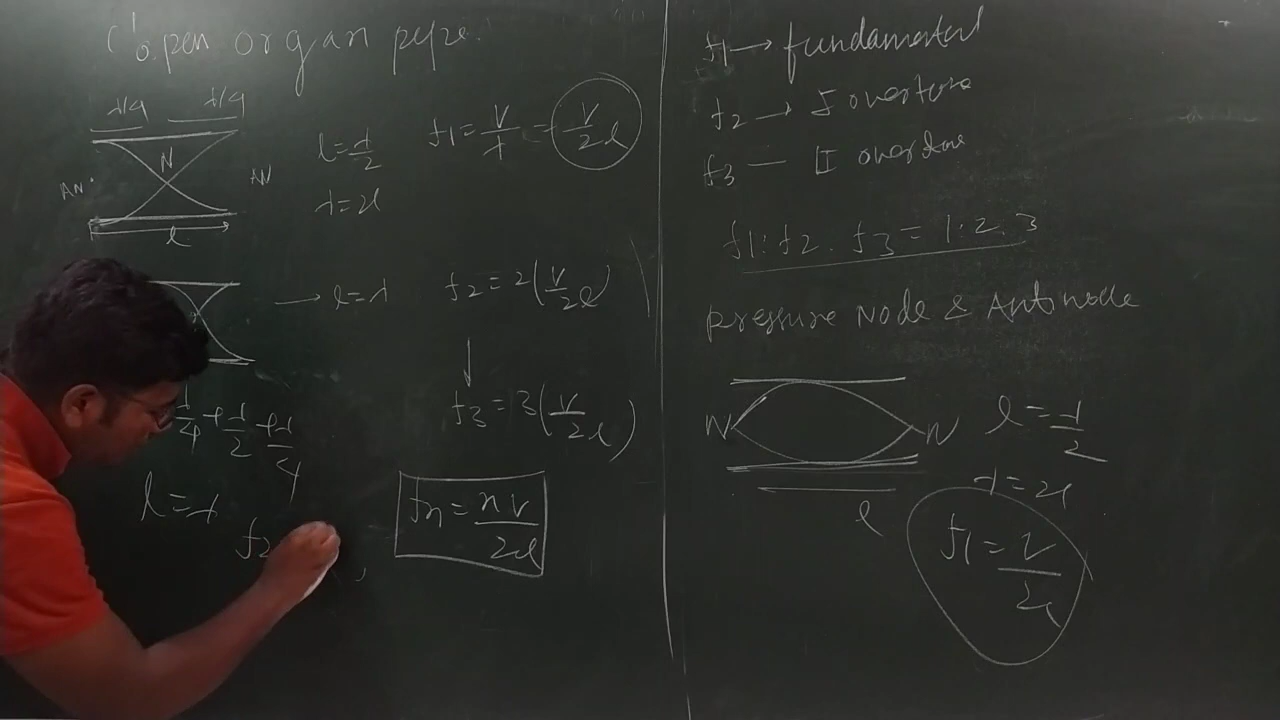 Open organ pipe
λ/4 λ/4
N
AN AN
l
l = λ/2
λ = 2l
f1 = v/λ = v/2l
→ l = λ
f2 = 2(v/2l)
f3 = 3(v/2l)
λ/4 + λ/2 + λ/4
l = λ
f2
fn = nv/2l
f1 → fundamental
f2 → I overtone
f3 — II overtone
f1 : f2 : f3 = 1 : 2 : 3
pressure Node & Antinode
N N
l = λ/2
λ = 2l
l
f1 = v/2l